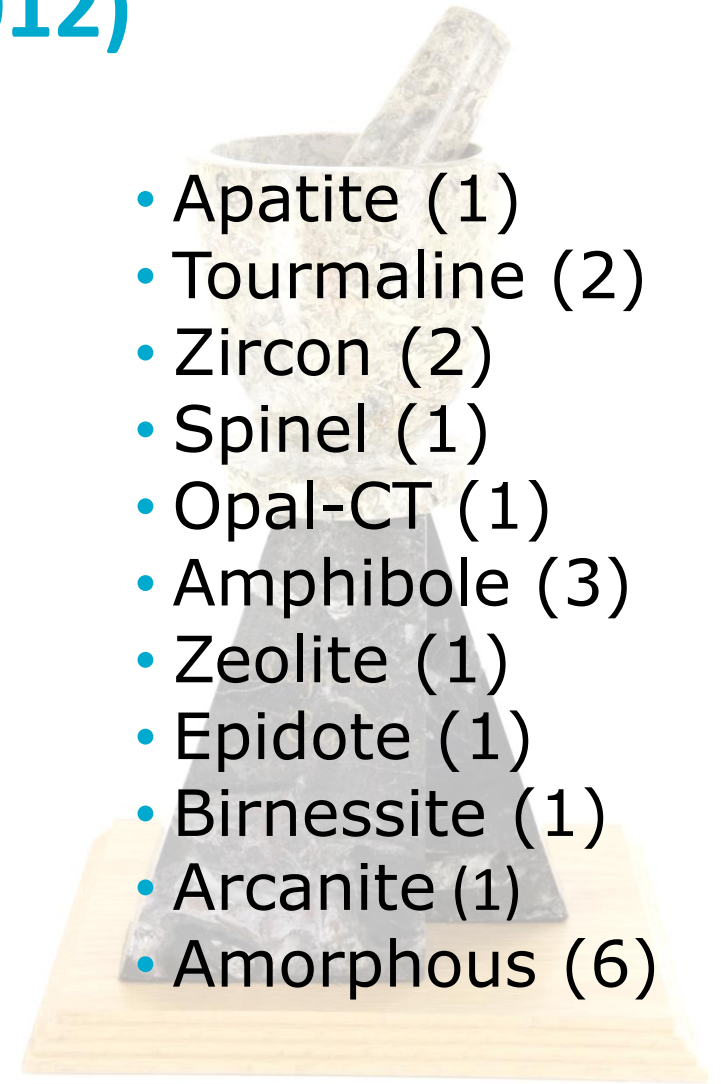 012)
• Apatite (1)
• Tourmaline (2)
• Zircon (2)
• Spinel (1)
• Opal-CT (1)
• Amphibole (3)
• Zeolite (1)
• Epidote (1)
• Birnessite (1)
• Arcanite (1)
• Amorphous (6)